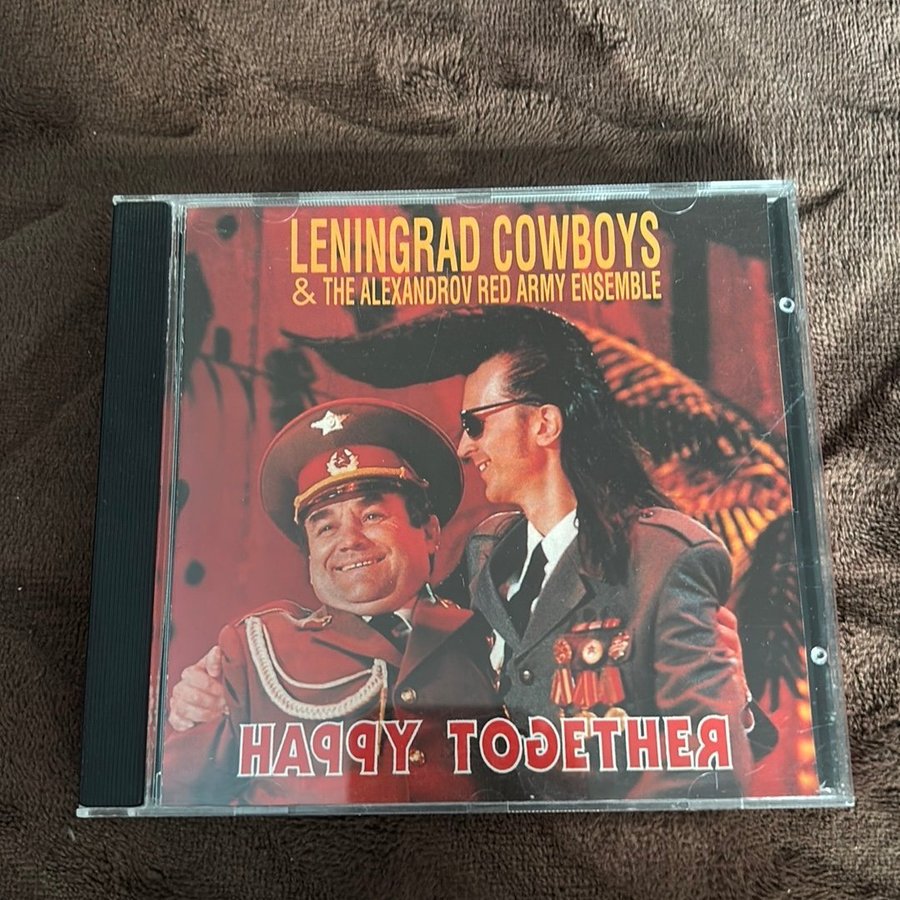 LENINGRAD COWBOYS
& THE ALEXANDROV RED ARMY ENSEMBLE
HAPPY TOGETHER